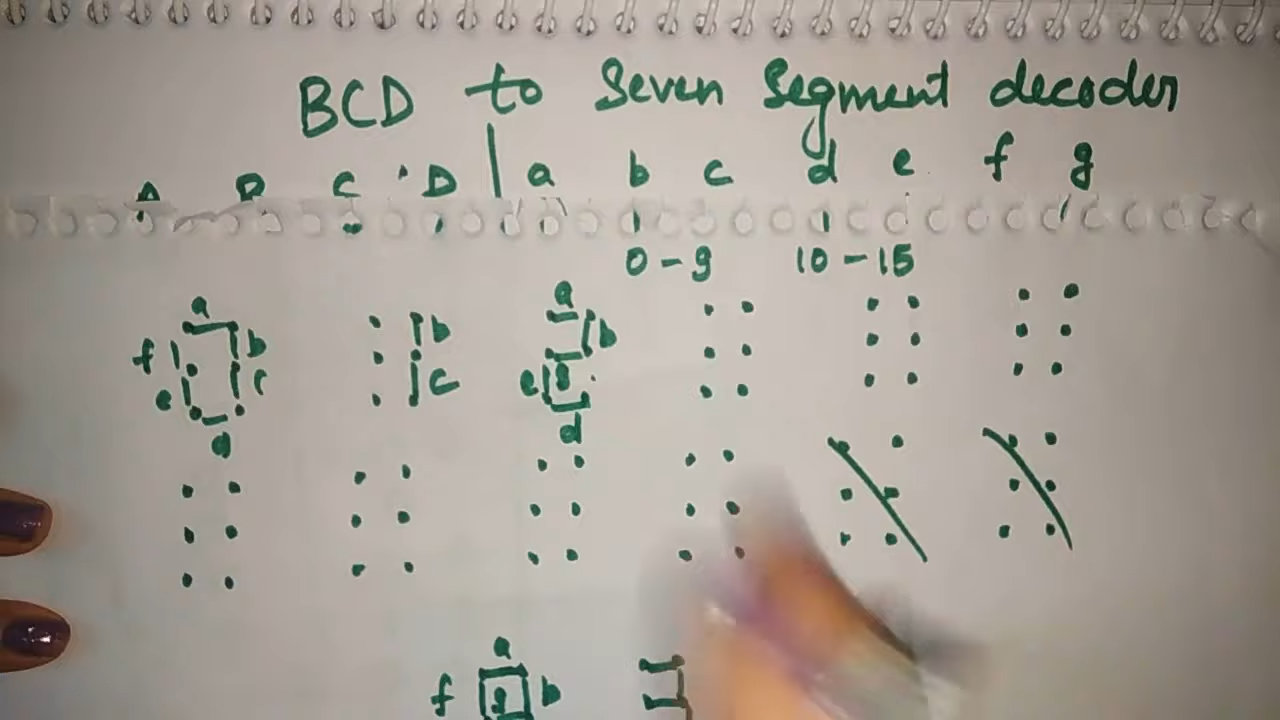 BCD to Seven Segment decoder
A B C D | a b c d e f g
0 - 9 10 - 15
a a
f b b b
e c c e g
d d
a
f g b